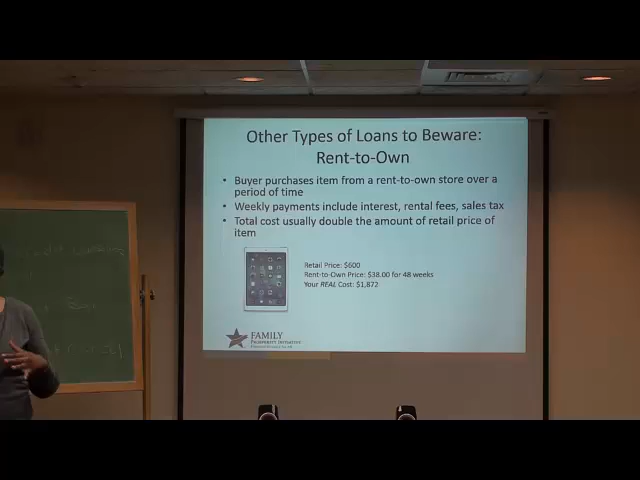 Other Types of Loans to Beware:
Rent-to-Own
• Buyer purchases item from a rent-to-own store over a
period of time
• Weekly payments include interest, rental fees, sales tax
• Total cost usually double the amount of retail price of
item
Retail Price: $600
Rent-to-Own Price: $38.00 for 48 weeks
Your REAL Cost: $1,872
FAMILY
PROSPERITY INITIATIVE